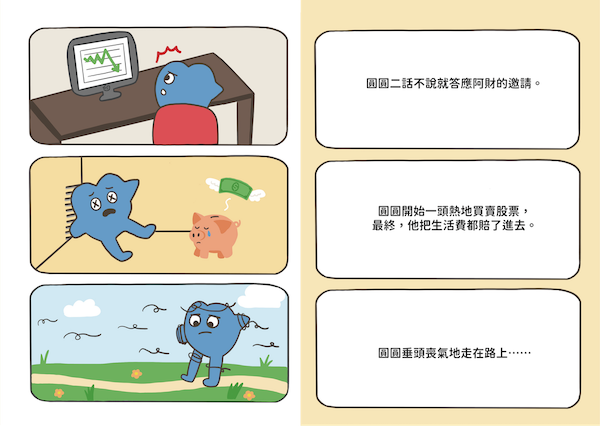 圓圓二話不說就答應阿財的邀請。
圓圓開始一頭熱地買賣股票，
最終，他把生活費都賠了進去。
圓圓垂頭喪氣地走在路上⋯⋯